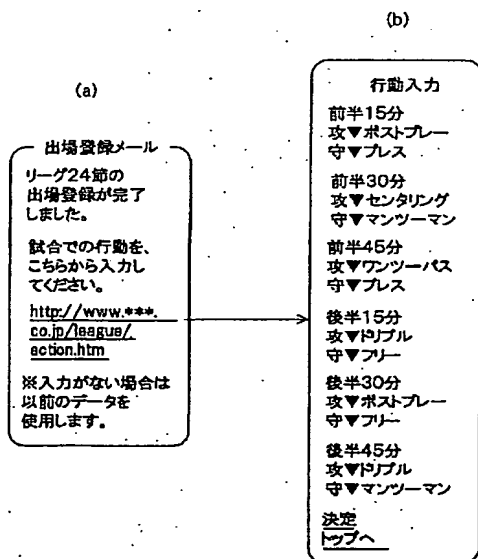 (a)
出場登録メール
リーグ24節の
出場登録が完了
しました。
試合での行動を、
こちらから入力し
てください。
http://www.***.
co.jp/league/
action.htm
※入力がない場合は
以前のデータを
使用します。
(b)
行動入力
前半15分
攻▼ポストプレー
守▼プレス
前半30分
攻▼センタリング
守▼マンツーマン
前半45分
攻▼ワンツーパス
守▼プレス
後半15分
攻▼ドリブル
守▼フリー
後半30分
攻▼ポストプレー
守▼フリー
後半45分
攻▼ドリブル
守▼マンツーマン
決定
トップへ